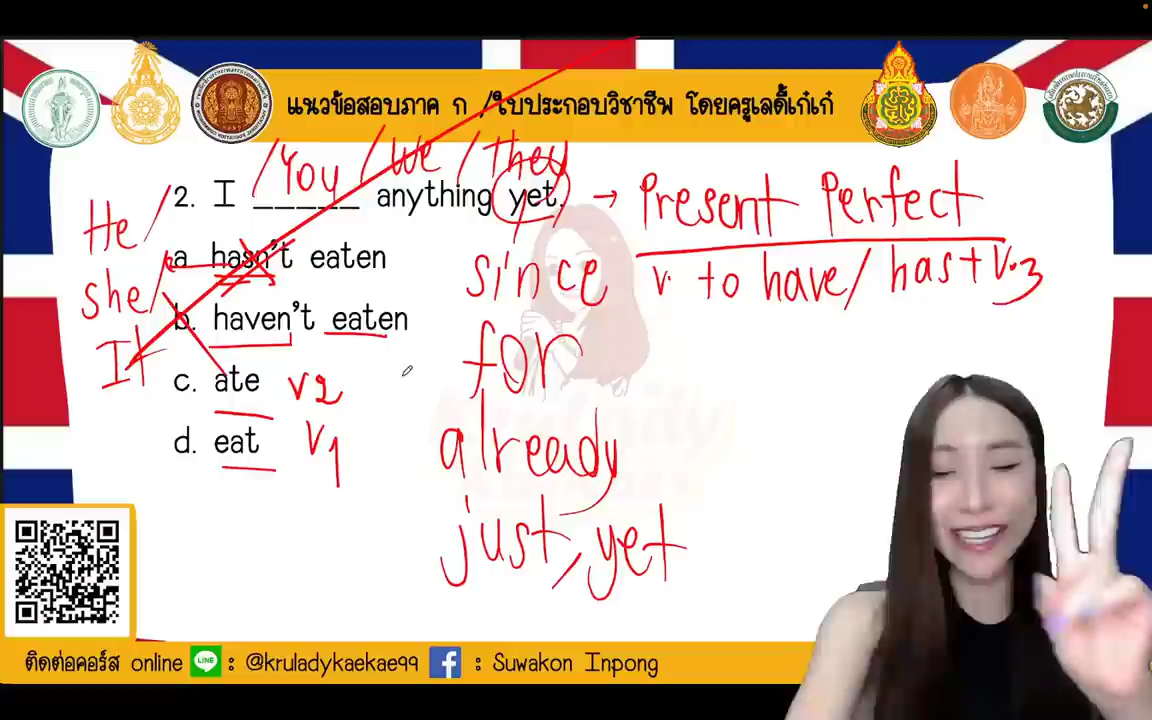 แนวข้อสอบภาค ก /ใบประกอบวิชาชีพ โดยครูเลดี้เก๋เก๋
/You /We /they
2. I _____ anything yet. → Present Perfect
He/
a hasn't eaten
since v. to have/has+V.3
she/
b. haven't eaten
It
for
c. ate V2
already
d. eat V1
just, yet
ติดต่อคอร์ส online LINE : @kruladykaekae99 f : Suwakon Inpong